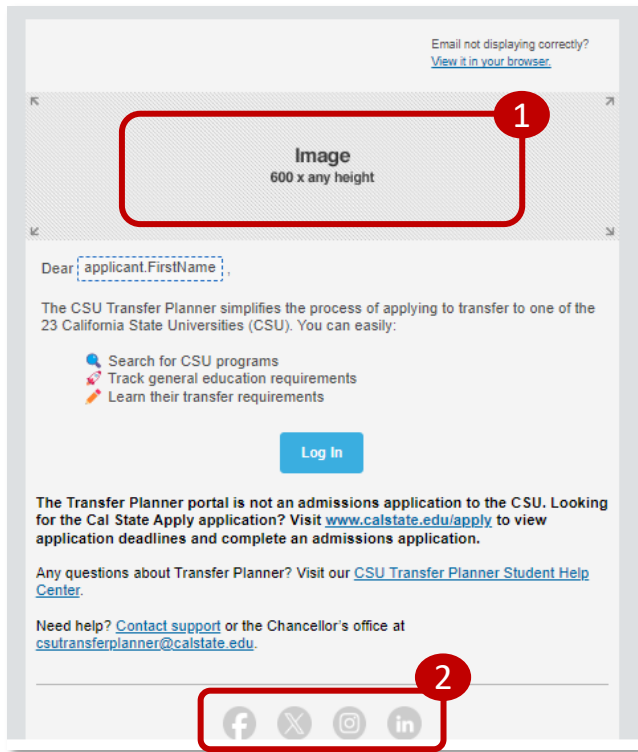 Email not displaying correctly?
View it in your browser.
1
Image
600 x any height
Dear applicant.FirstName ,
The CSU Transfer Planner simplifies the process of applying to transfer to one of the
23 California State Universities (CSU). You can easily:
Search for CSU programs
Track general education requirements
Learn their transfer requirements
Log In
The Transfer Planner portal is not an admissions application to the CSU. Looking
for the Cal State Apply application? Visit www.calstate.edu/apply to view
application deadlines and complete an admissions application.
Any questions about Transfer Planner? Visit our CSU Transfer Planner Student Help
Center.
Need help? Contact support or the Chancellor's office at
csutransferplanner@calstate.edu.
2
f X in